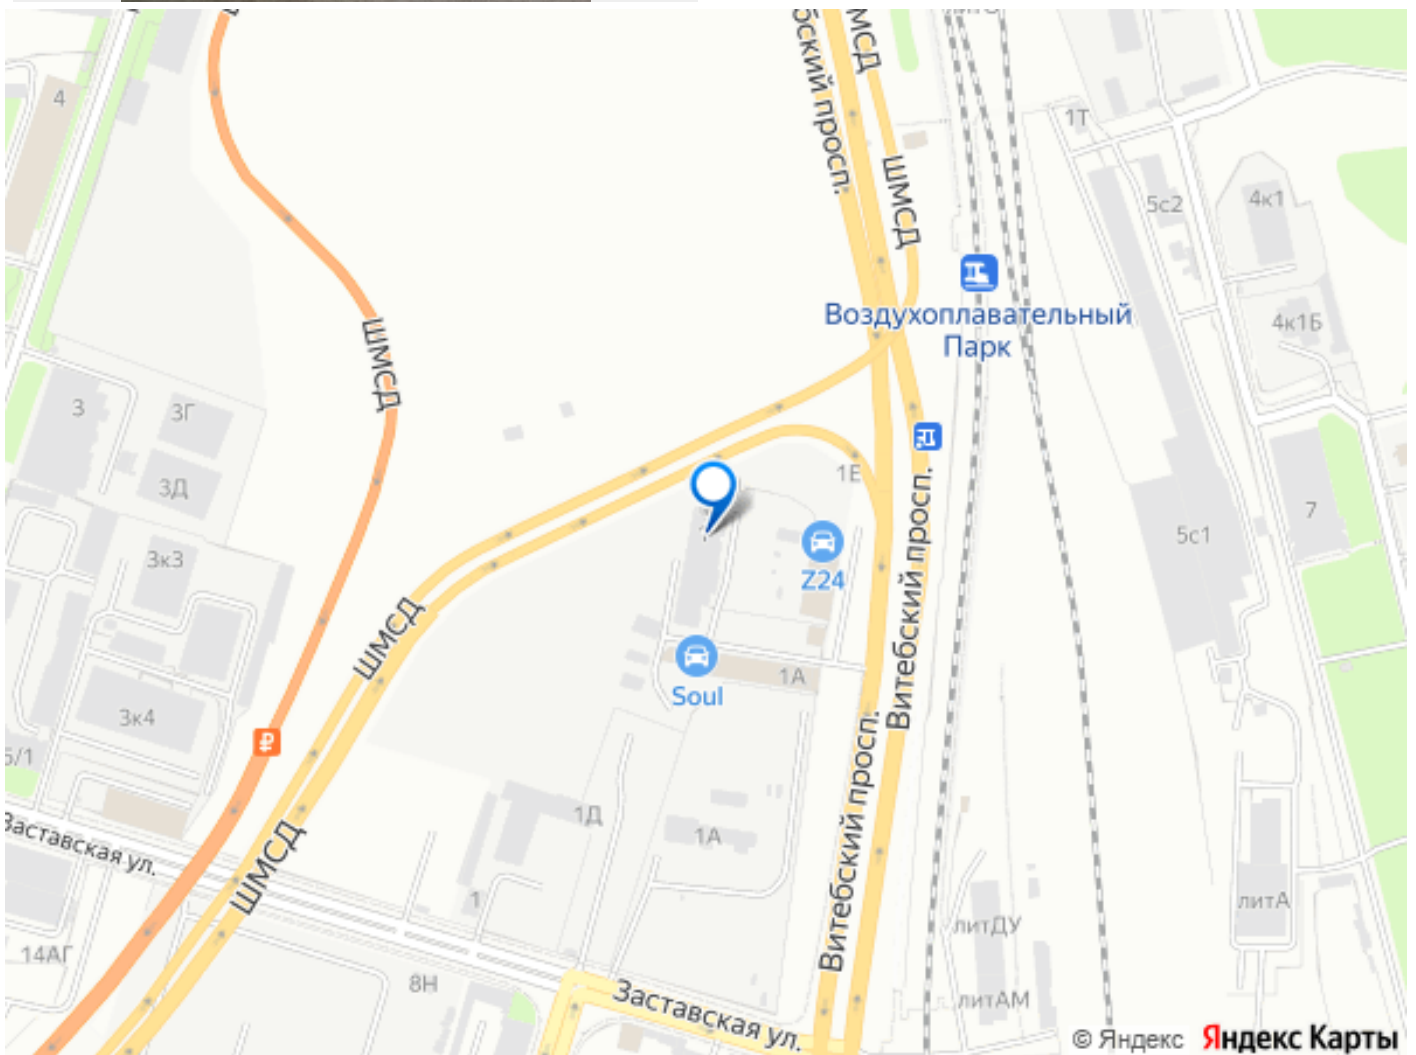 4
бский просп.
ШМСД
ШМСД
1Т
5с2
4к1
Воздухоплавательный
Парк
4к1Б
ШМСД
3
3Г
3Д
3к3
1Е
Z24
Витебский просп.
5с1
7
ШМСД
Soul
1А
3к4
5/1
Заставская ул.
ШМСД
1Д
1А
Витебский просп.
1
14АГ
8Н
Заставская ул.
литДУ
литАМ
литА
© Яндекс Яндекс Карты